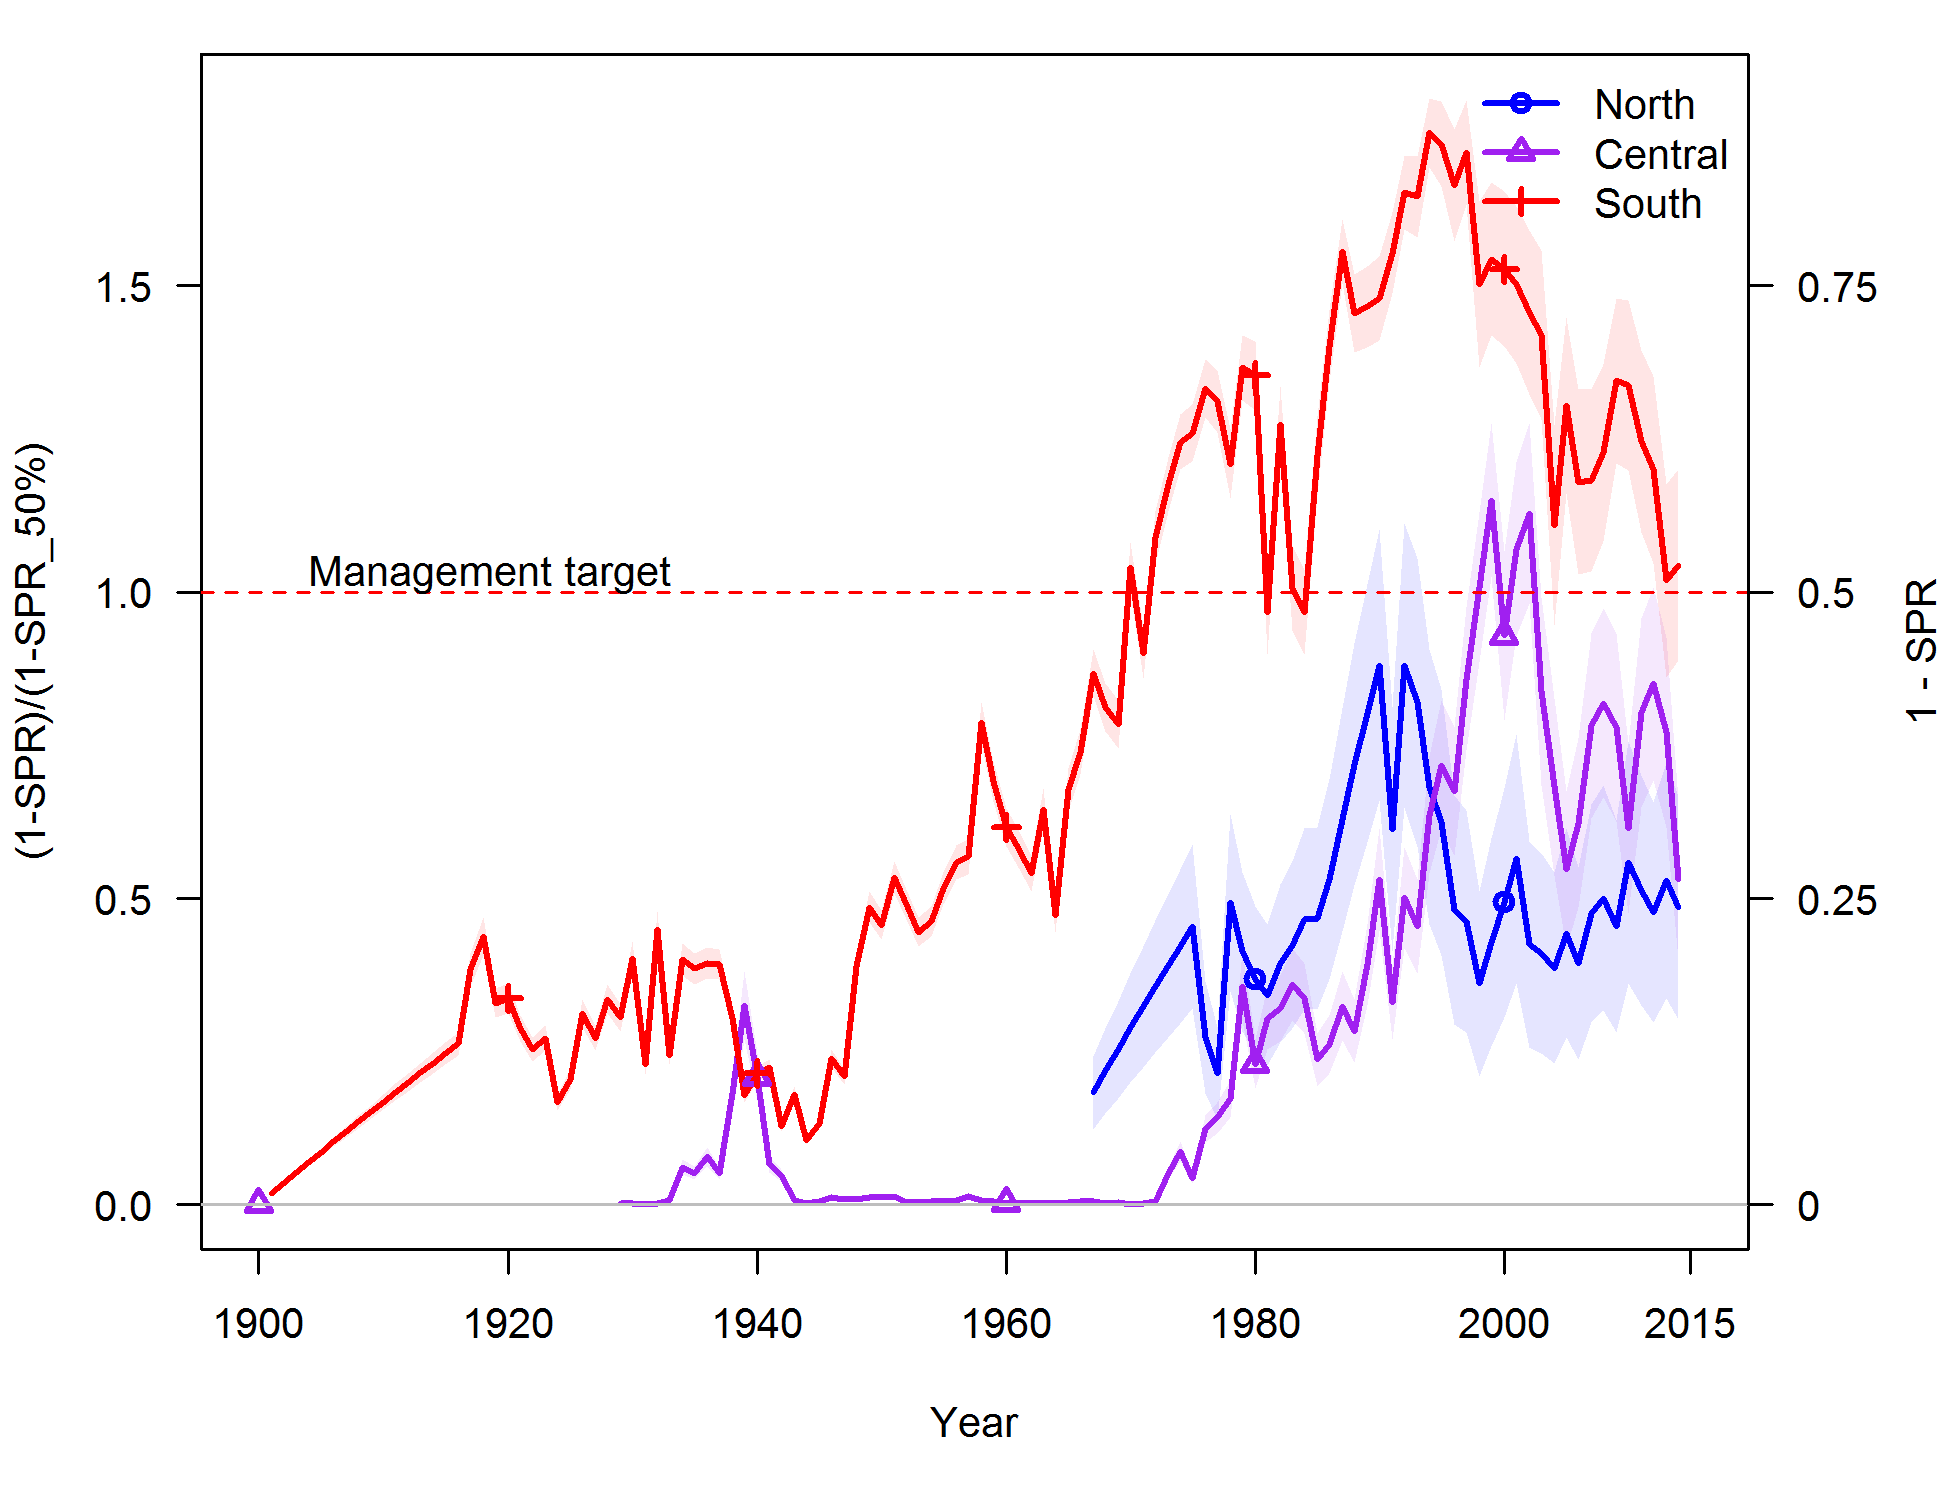 North
Central
South
Management target
(1-SPR)/(1-SPR_50%)
1 - SPR
0.0
0.5
1.0
1.5
0
0.25
0.5
0.75
1900
1920
1940
1960
1980
2000
2015
Year